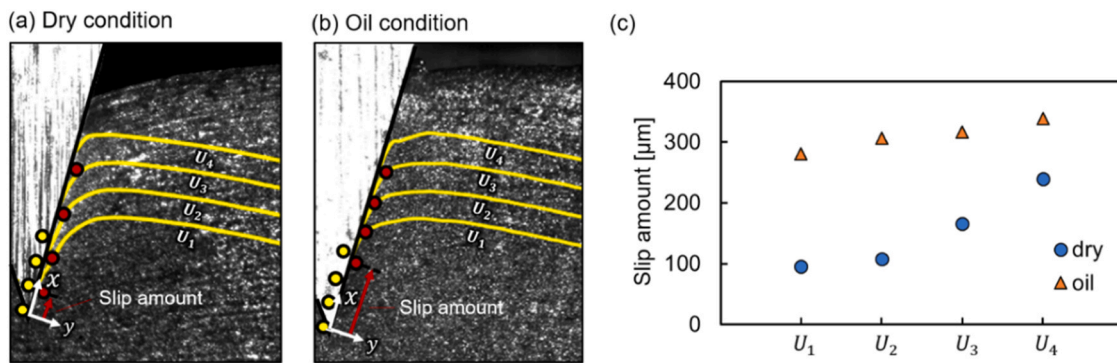 (a) Dry condition
U₄
U₃
U₂
U₁
x
Slip amount
y
(b) Oil condition
U₄
U₃
U₂
U₁
x
Slip amount
y
(c)
Slip amount [µm]
400
300
200
100
0
U₁ U₂ U₃ U₄
dry
oil